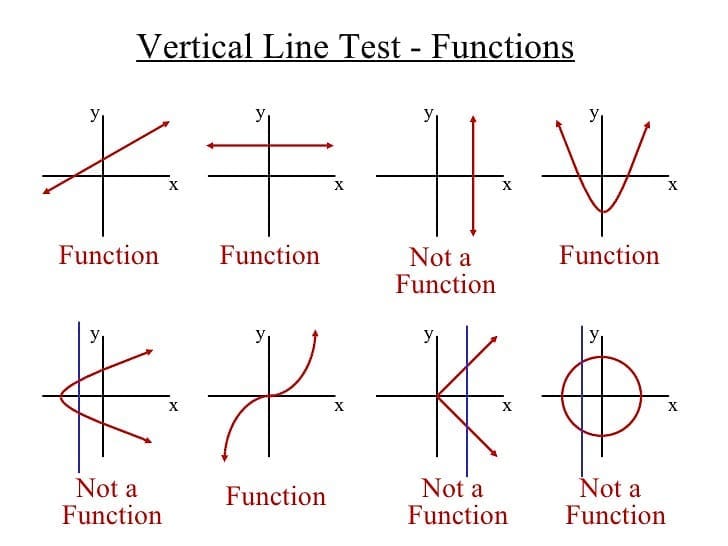 Vertical Line Test - Functions
y y y y
x x x x
Function Function Not a Function
Function
y y y y
x x x x
Not a Function Not a Not a
Function Function Function